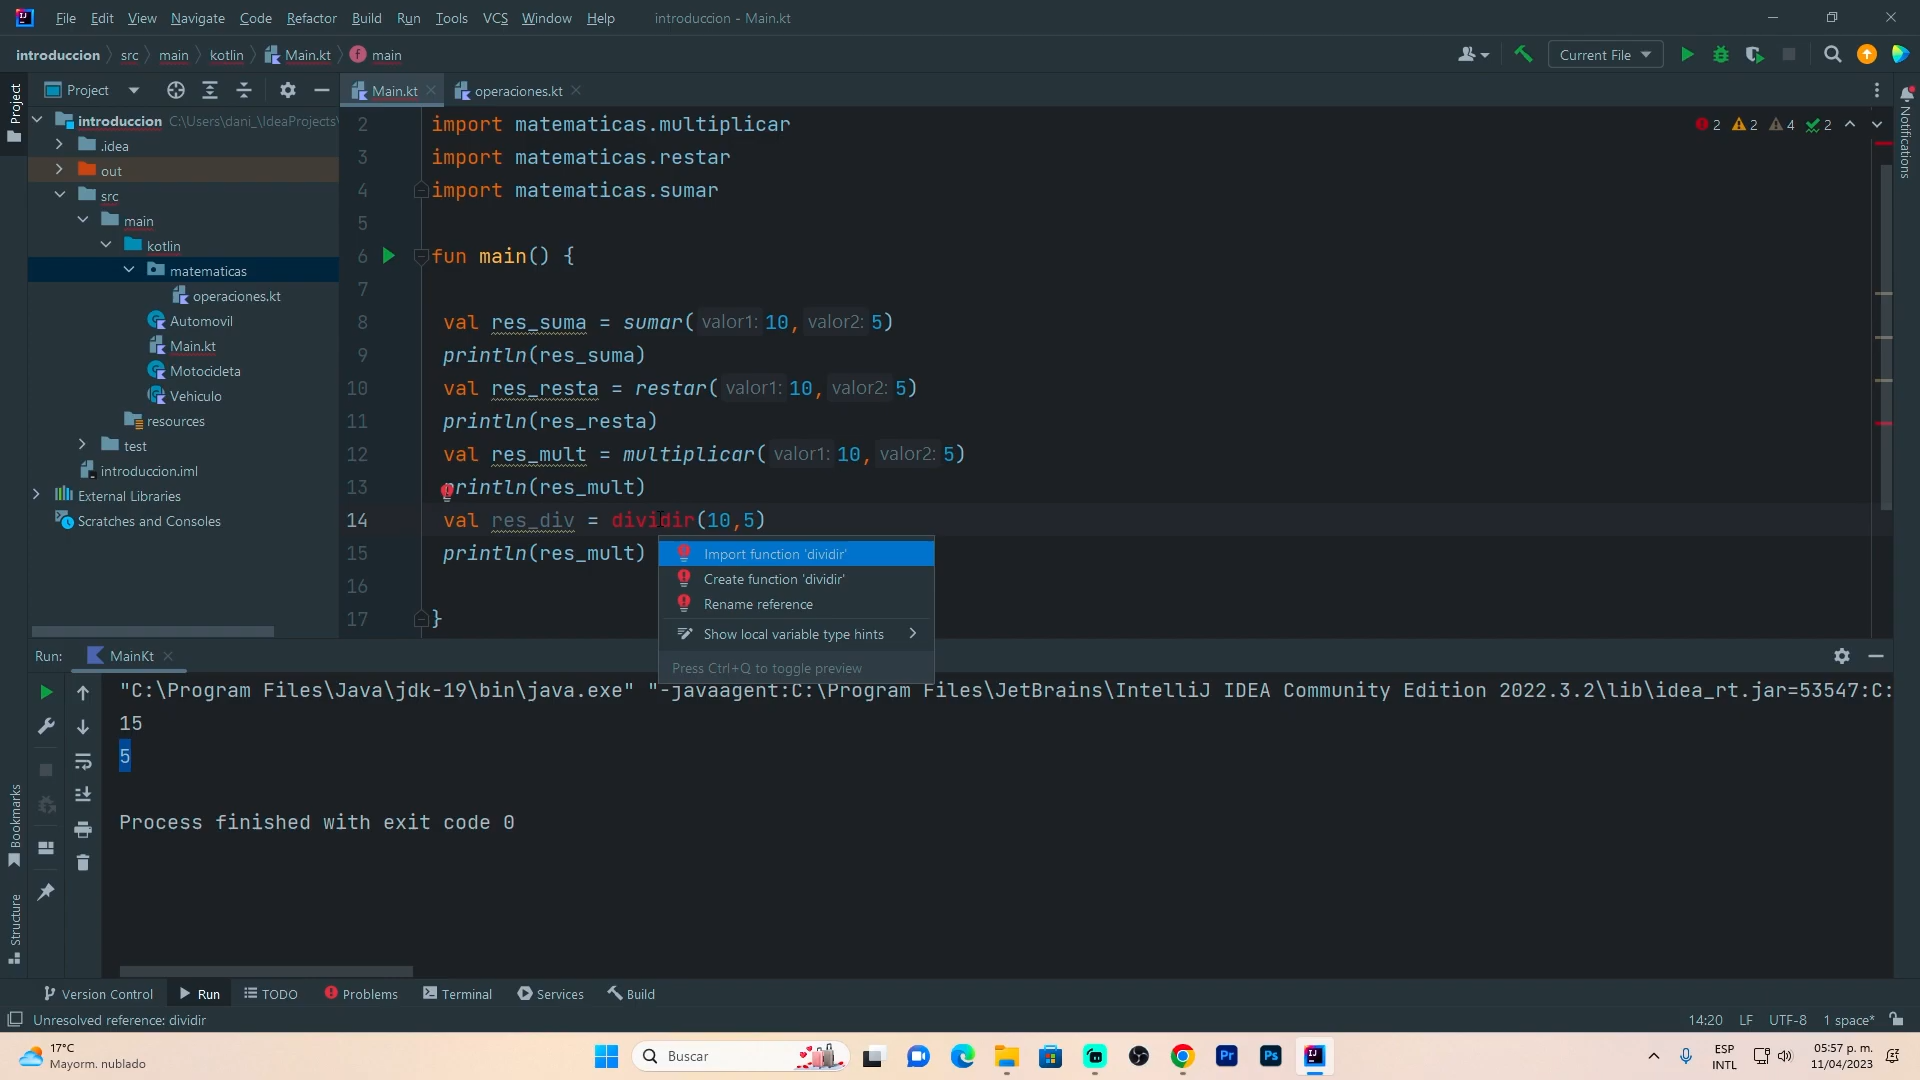 File Edit View Navigate Code Refactor Build Run Tools VCS Window Help introduccion - Main.kt
introduccion src main kotlin Main.kt main Current File
Project Main.kt operaciones.kt
Project
Notifications
introduccion C:\Users\dani_\IdeaProjects\
.idea
out
src
main
kotlin
matematicas
operaciones.kt
Automovil
Main.kt
Motocicleta
Vehiculo
resources
test
introduccion.iml
External Libraries
Scratches and Consoles
2 2 4 2
2 import matematicas.multiplicar
3 import matematicas.restar
4 import matematicas.sumar
5
6 fun main() {
7
8 val res_suma = sumar( valor1: 10, valor2: 5)
9 println(res_suma)
10 val res_resta = restar( valor1: 10, valor2: 5)
11 println(res_resta)
12 val res_mult = multiplicar( valor1: 10, valor2: 5)
13 println(res_mult)
14 val res_div = dividir(10,5)
15 println(res_mult)
16
17 }
Import function 'dividir'
Create function 'dividir'
Rename reference
Show local variable type hints
Press Ctrl+Q to toggle preview
Run: MainKt
"C:\Program Files\Java\jdk-19\bin\java.exe" "-javaagent:C:\Program Files\JetBrains\IntelliJ IDEA Community Edition 2022.3.2\lib\idea_rt.jar=53547:C:
15
5
Process finished with exit code 0
Bookmarks
Structure
Version Control Run TODO Problems Terminal Services Build
Unresolved reference: dividir 14:20 LF UTF-8 1 space*
17°C
Mayorm. nublado
Buscar
Pr Ps
ESP
INTL
05:57 p. m.
11/04/2023